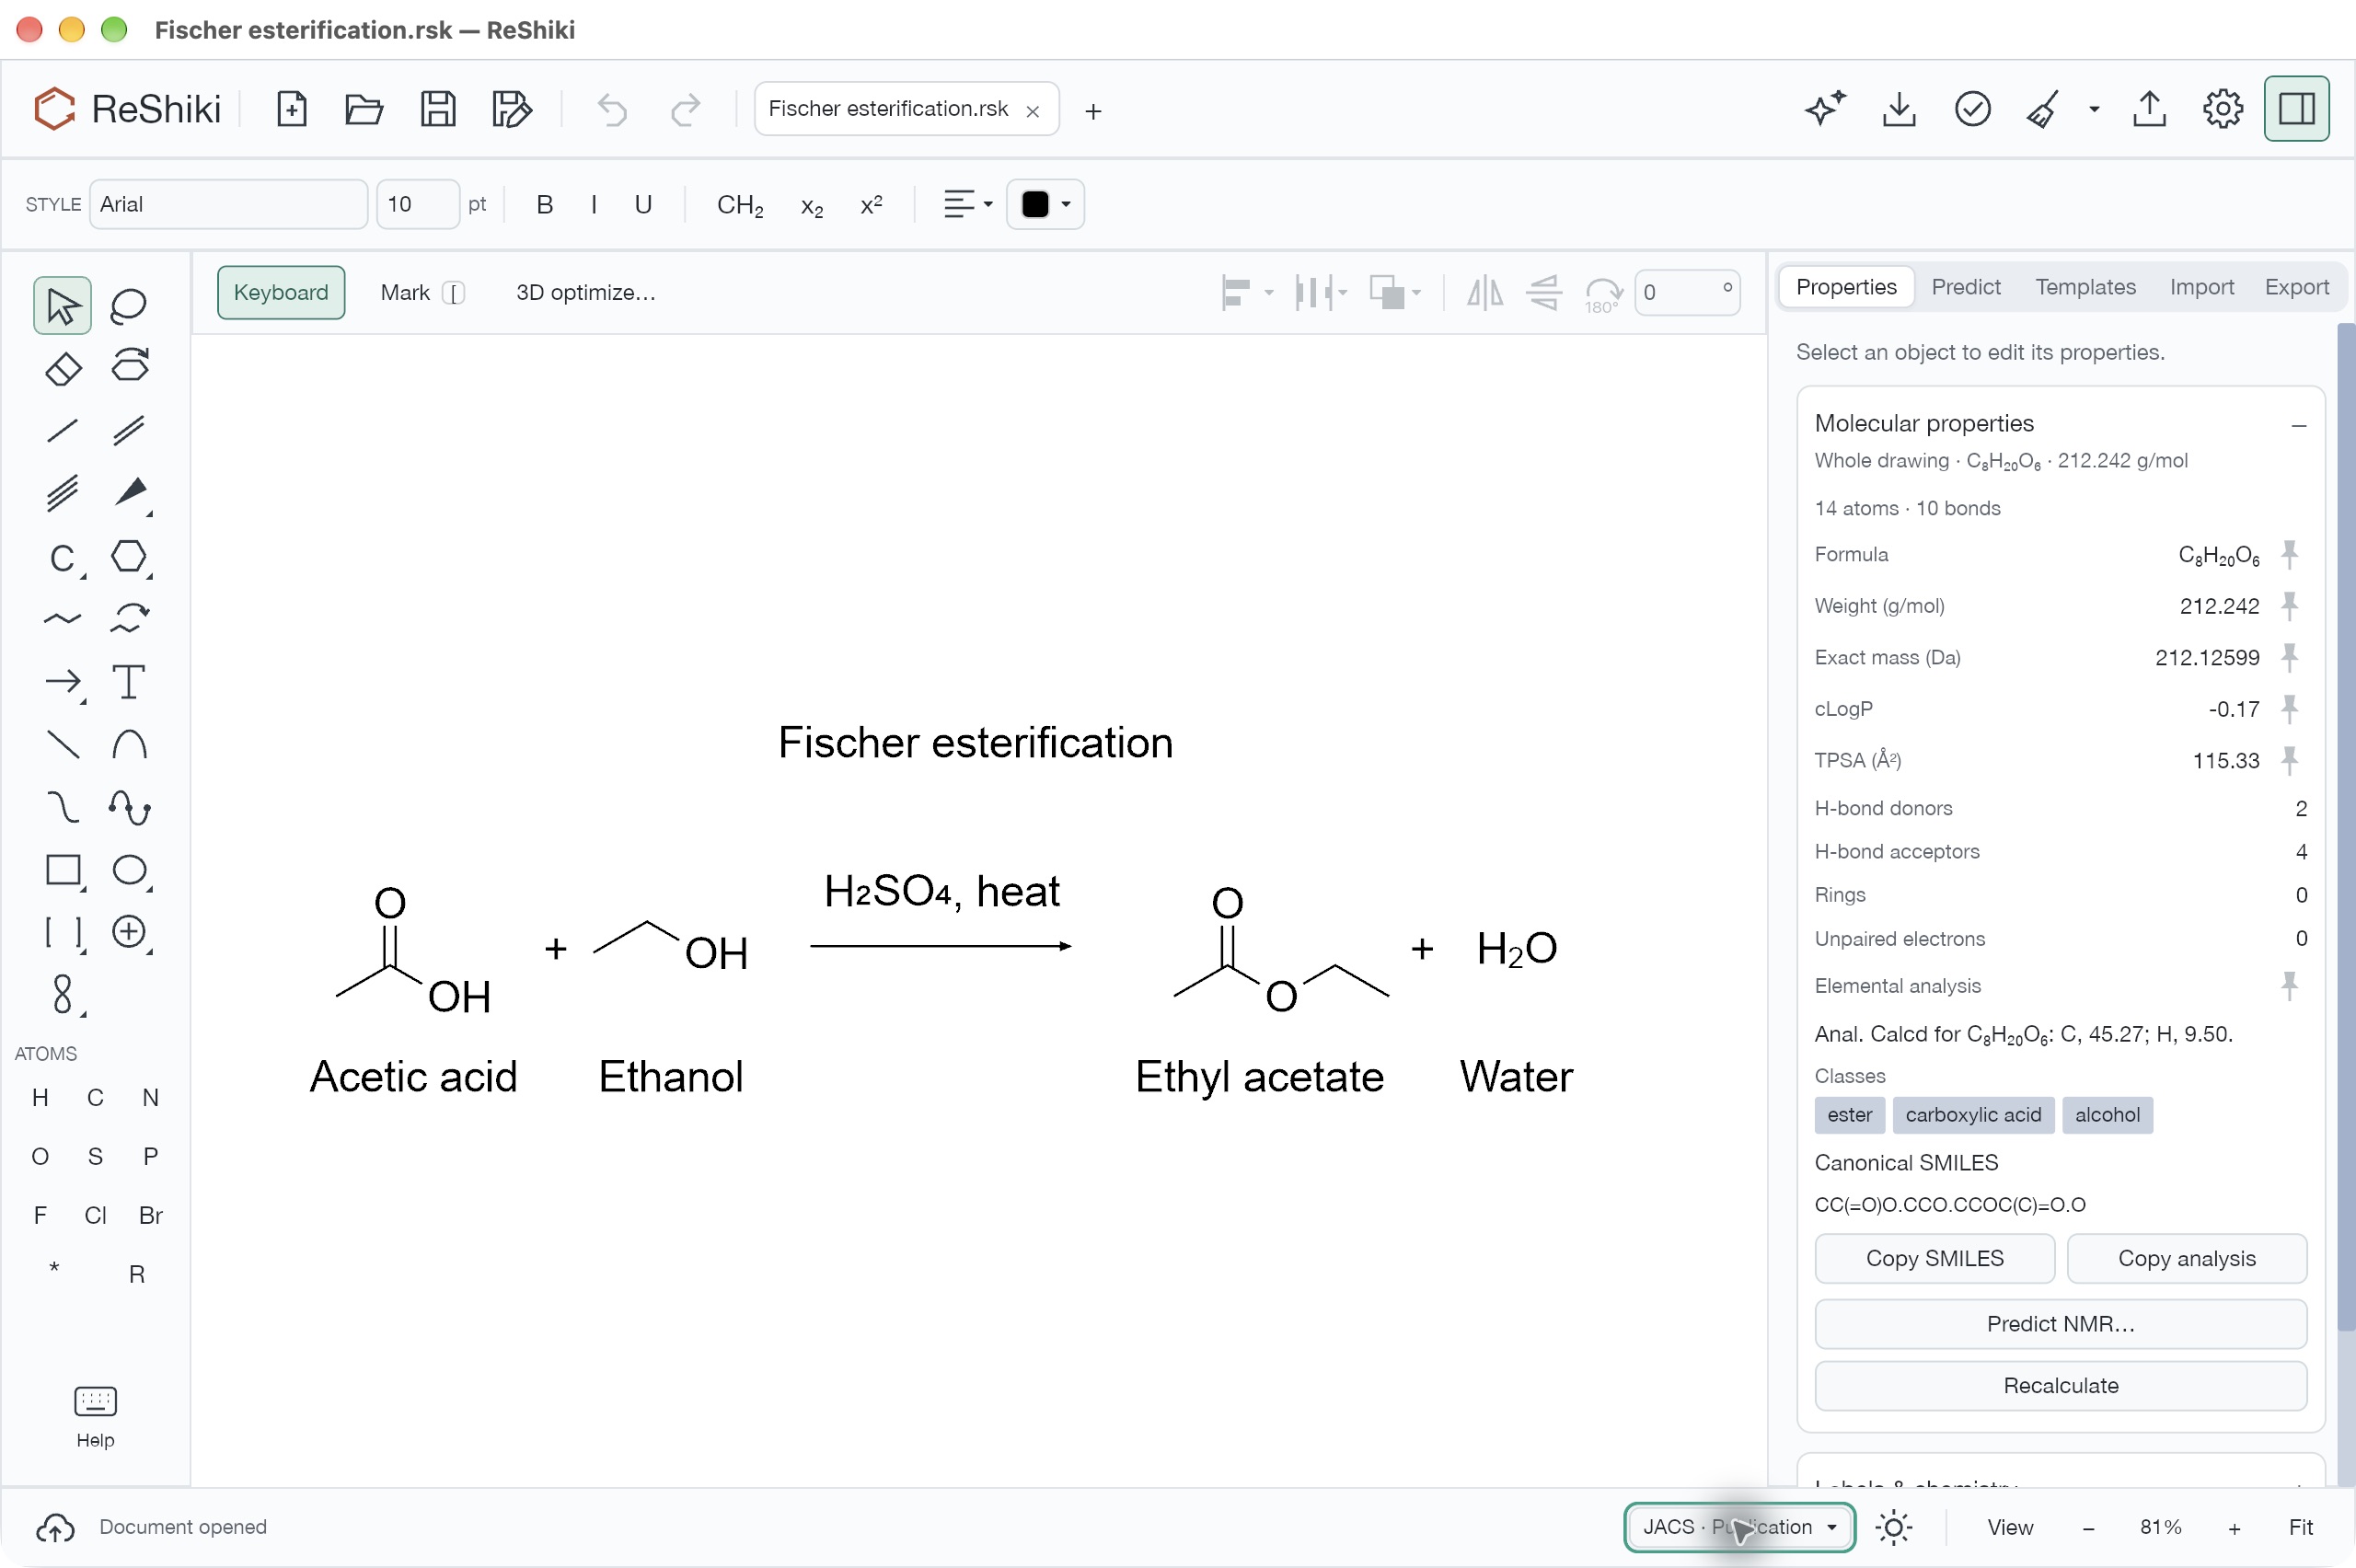 Fischer esterification.rsk — ReShiki
ReShiki
Fischer esterification.rsk ×
+
STYLE Arial 10 pt B I U CH₂ x₂ x²
Keyboard Mark [ 3D optimize...
180° 0 °
Properties Predict Templates Import Export
Select an object to edit its properties.
Molecular properties –
Whole drawing · C₈H₂₀O₆ · 212.242 g/mol
14 atoms · 10 bonds
Formula C₈H₂₀O₆
Weight (g/mol) 212.242
Exact mass (Da) 212.12599
cLogP -0.17
TPSA (Å²) 115.33
H-bond donors 2
H-bond acceptors 4
Rings 0
Unpaired electrons 0
Elemental analysis
Anal. Calcd for C₈H₂₀O₆: C, 45.27; H, 9.50.
Classes
ester carboxylic acid alcohol
Canonical SMILES
CC(=O)O.CCO.CCOC(C)=O.O
Copy SMILES Copy analysis
Predict NMR...
Recalculate
C
T
[ ]
ATOMS
H C N
O S P
F Cl Br
* R
Help
Fischer esterification
H₂SO₄, heat
O
OH
+
OH
O
O
+
H₂O
Acetic acid Ethanol Ethyl acetate Water
Document opened
JACS ·
View – 81% + Fit